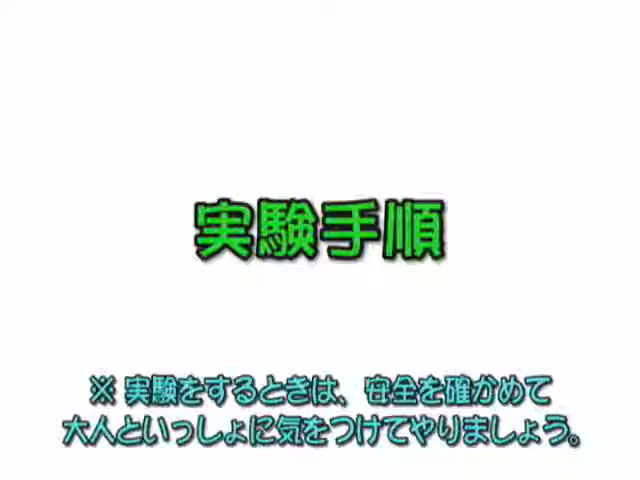 実験手順
※実験をするときは、安全を確かめて
大人といっしょに気をつけてやりましょう。